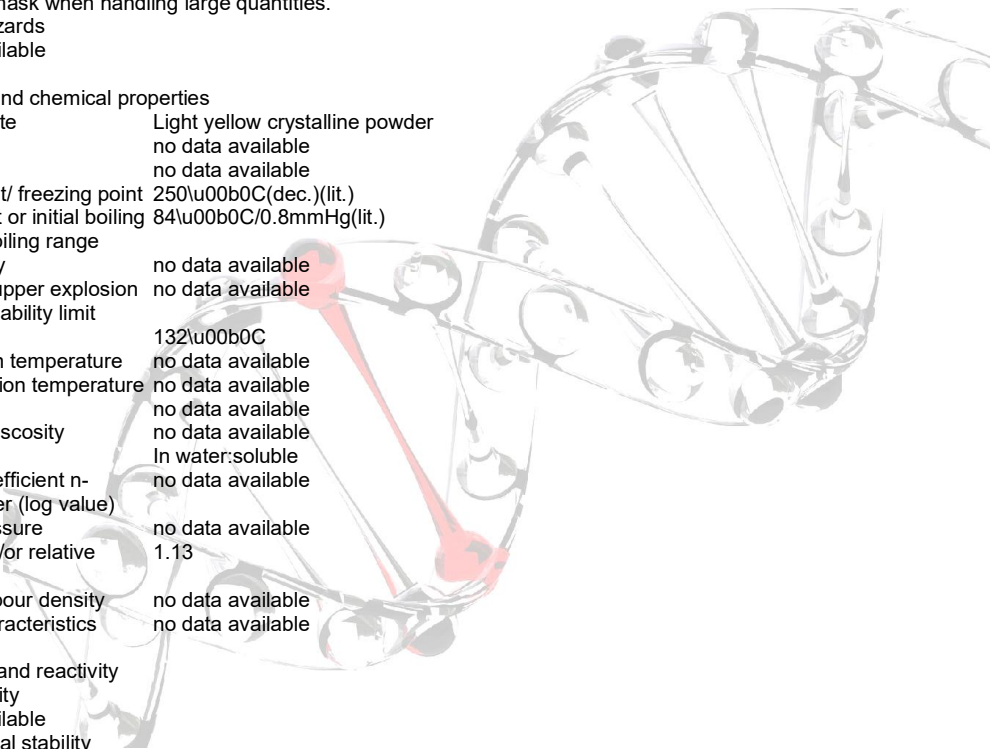 mask when handling large quantities.
zards
ilable
nd chemical properties
te Light yellow crystalline powder
no data available
no data available
t/ freezing point 250\u00b0C(dec.)(lit.)
t or initial boiling 84\u00b0C/0.8mmHg(lit.)
oiling range
y no data available
upper explosion no data available
ability limit
132\u00b0C
n temperature no data available
ion temperature no data available
no data available
scosity no data available
In water:soluble
efficient n- no data available
er (log value)
ssure no data available
/or relative 1.13
pour density no data available
racteristics no data available
and reactivity
ity
ilable
al stability